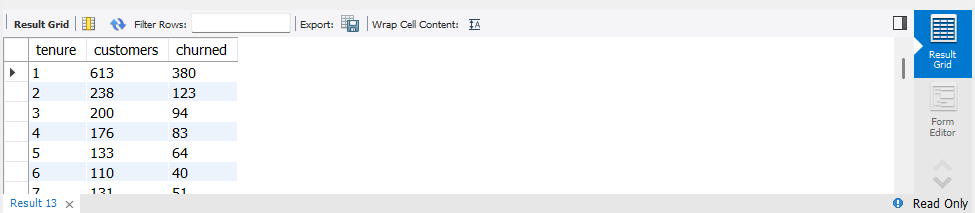 Result Grid Filter Rows: Export: Wrap Cell Content: IA
tenure customers churned
1 613 380
2 238 123
3 200 94
4 176 83
5 133 64
6 110 40
7 131 51
Result Grid
Form Editor
Result 13 × Read Only